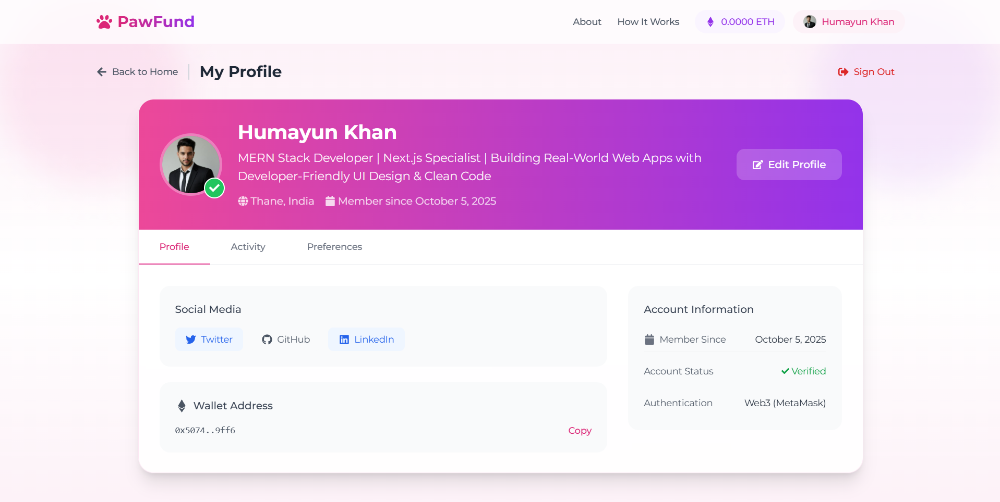 PawFund
About
How It Works
0.0000 ETH
Humayun Khan
Back to Home
My Profile
Sign Out
Humayun Khan
MERN Stack Developer | Next.js Specialist | Building Real-World Web Apps with
Developer-Friendly UI Design & Clean Code
Thane, India
Member since October 5, 2025
Edit Profile
Profile
Activity
Preferences
Social Media
Twitter
GitHub
LinkedIn
Wallet Address
0x5074..9ff6
Copy
Account Information
Member Since
October 5, 2025
Account Status
Verified
Authentication
Web3 (MetaMask)